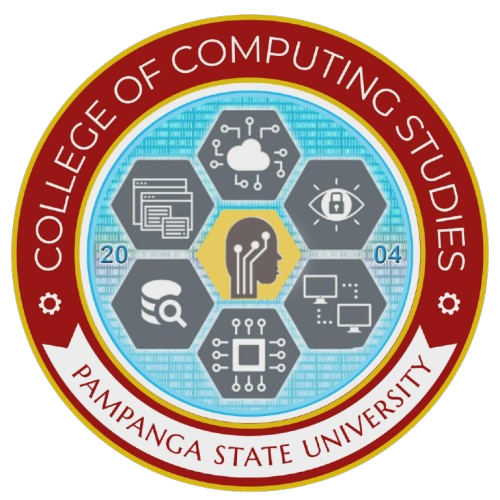 COLLEGE OF COMPUTING STUDIES
20 04
PAMPANGA STATE UNIVERSITY